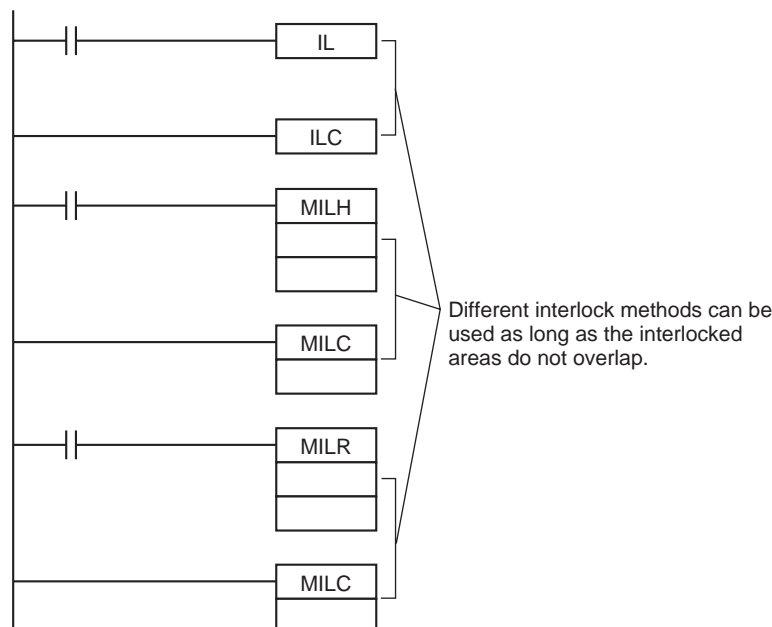 IL
ILC
MILH
MILC
Different interlock methods can be
used as long as the interlocked
areas do not overlap.
MILR
MILC